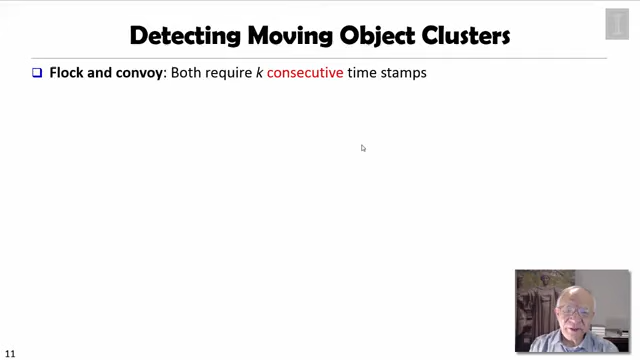 Detecting Moving Object Clusters
Flock and convoy: Both require k consecutive time stamps
11